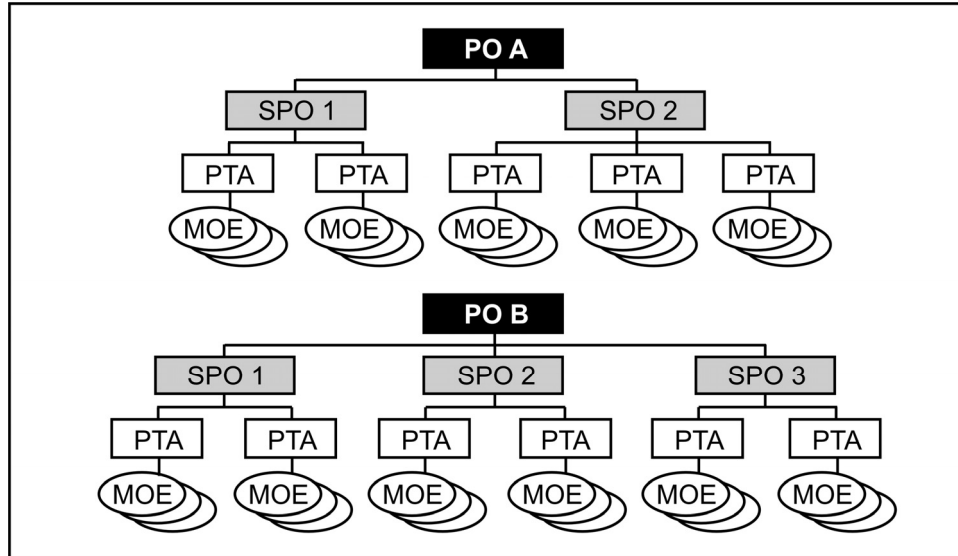 PO A
SPO 1 SPO 2
PTA PTA PTA PTA PTA
MOE MOE MOE MOE MOE
PO B
SPO 1 SPO 2 SPO 3
PTA PTA PTA PTA PTA PTA
MOE MOE MOE MOE MOE MOE